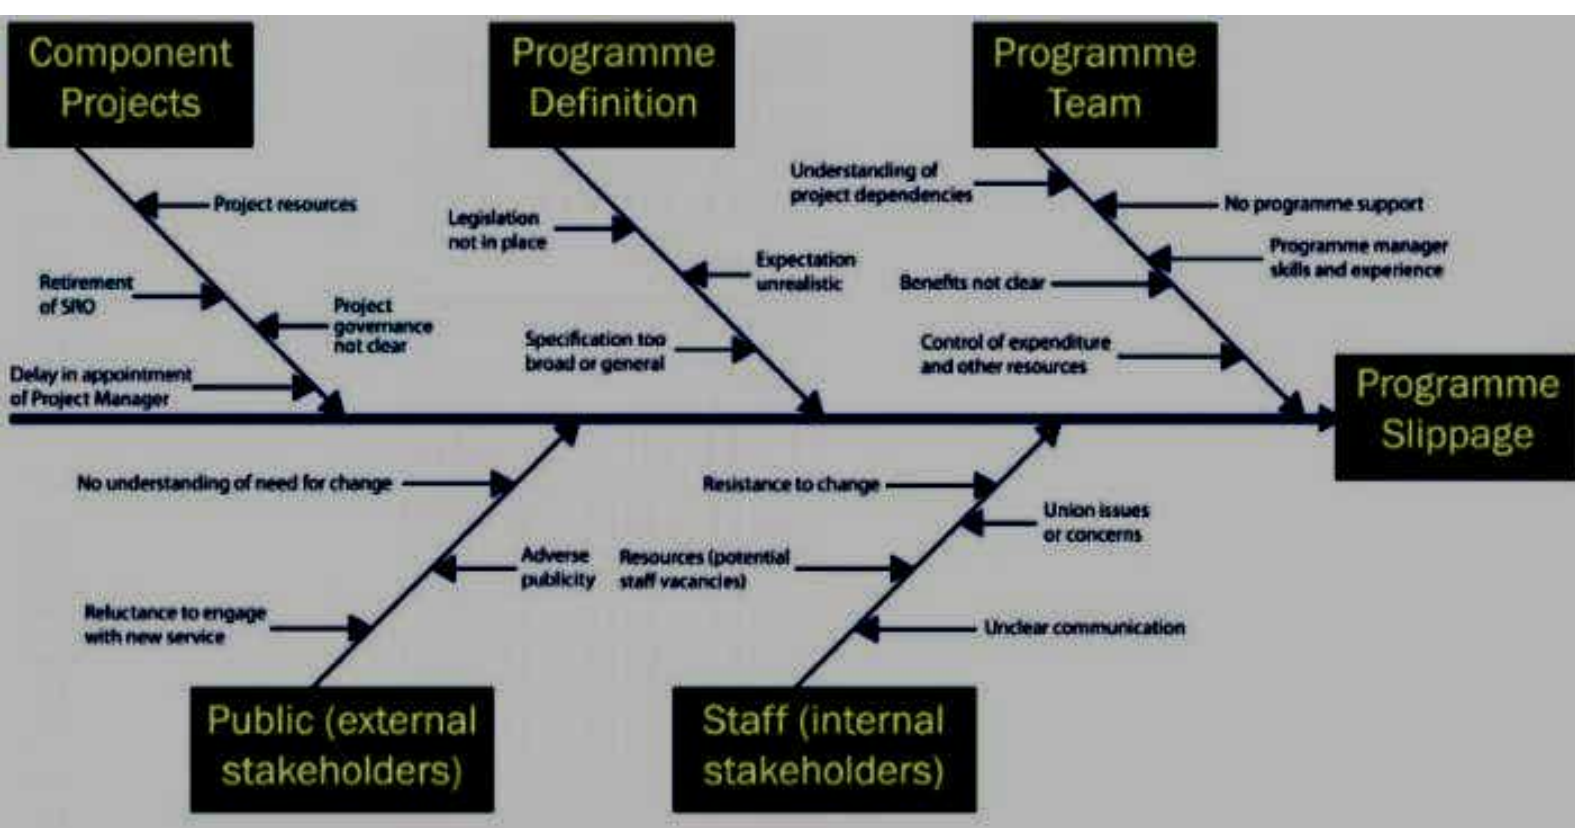 Component
Projects
Programme
Definition
Programme
Team
Project resources
Retirement
of SRO
Project
governance
not clear
Delay in appointment
of Project Manager
Legislation
not in place
Expectation
unrealistic
Specification too
broad or general
Understanding of
project dependencies
No programme support
Programme manager
skills and experience
Benefits not clear
Control of expenditure
and other resources
Programme
Slippage
No understanding of need for change
Adverse
publicity
Reluctance to engage
with new service
Resistance to change
Union issues
or concerns
Resources (potential
staff vacancies)
Unclear communication
Public (external
stakeholders)
Staff (internal
stakeholders)